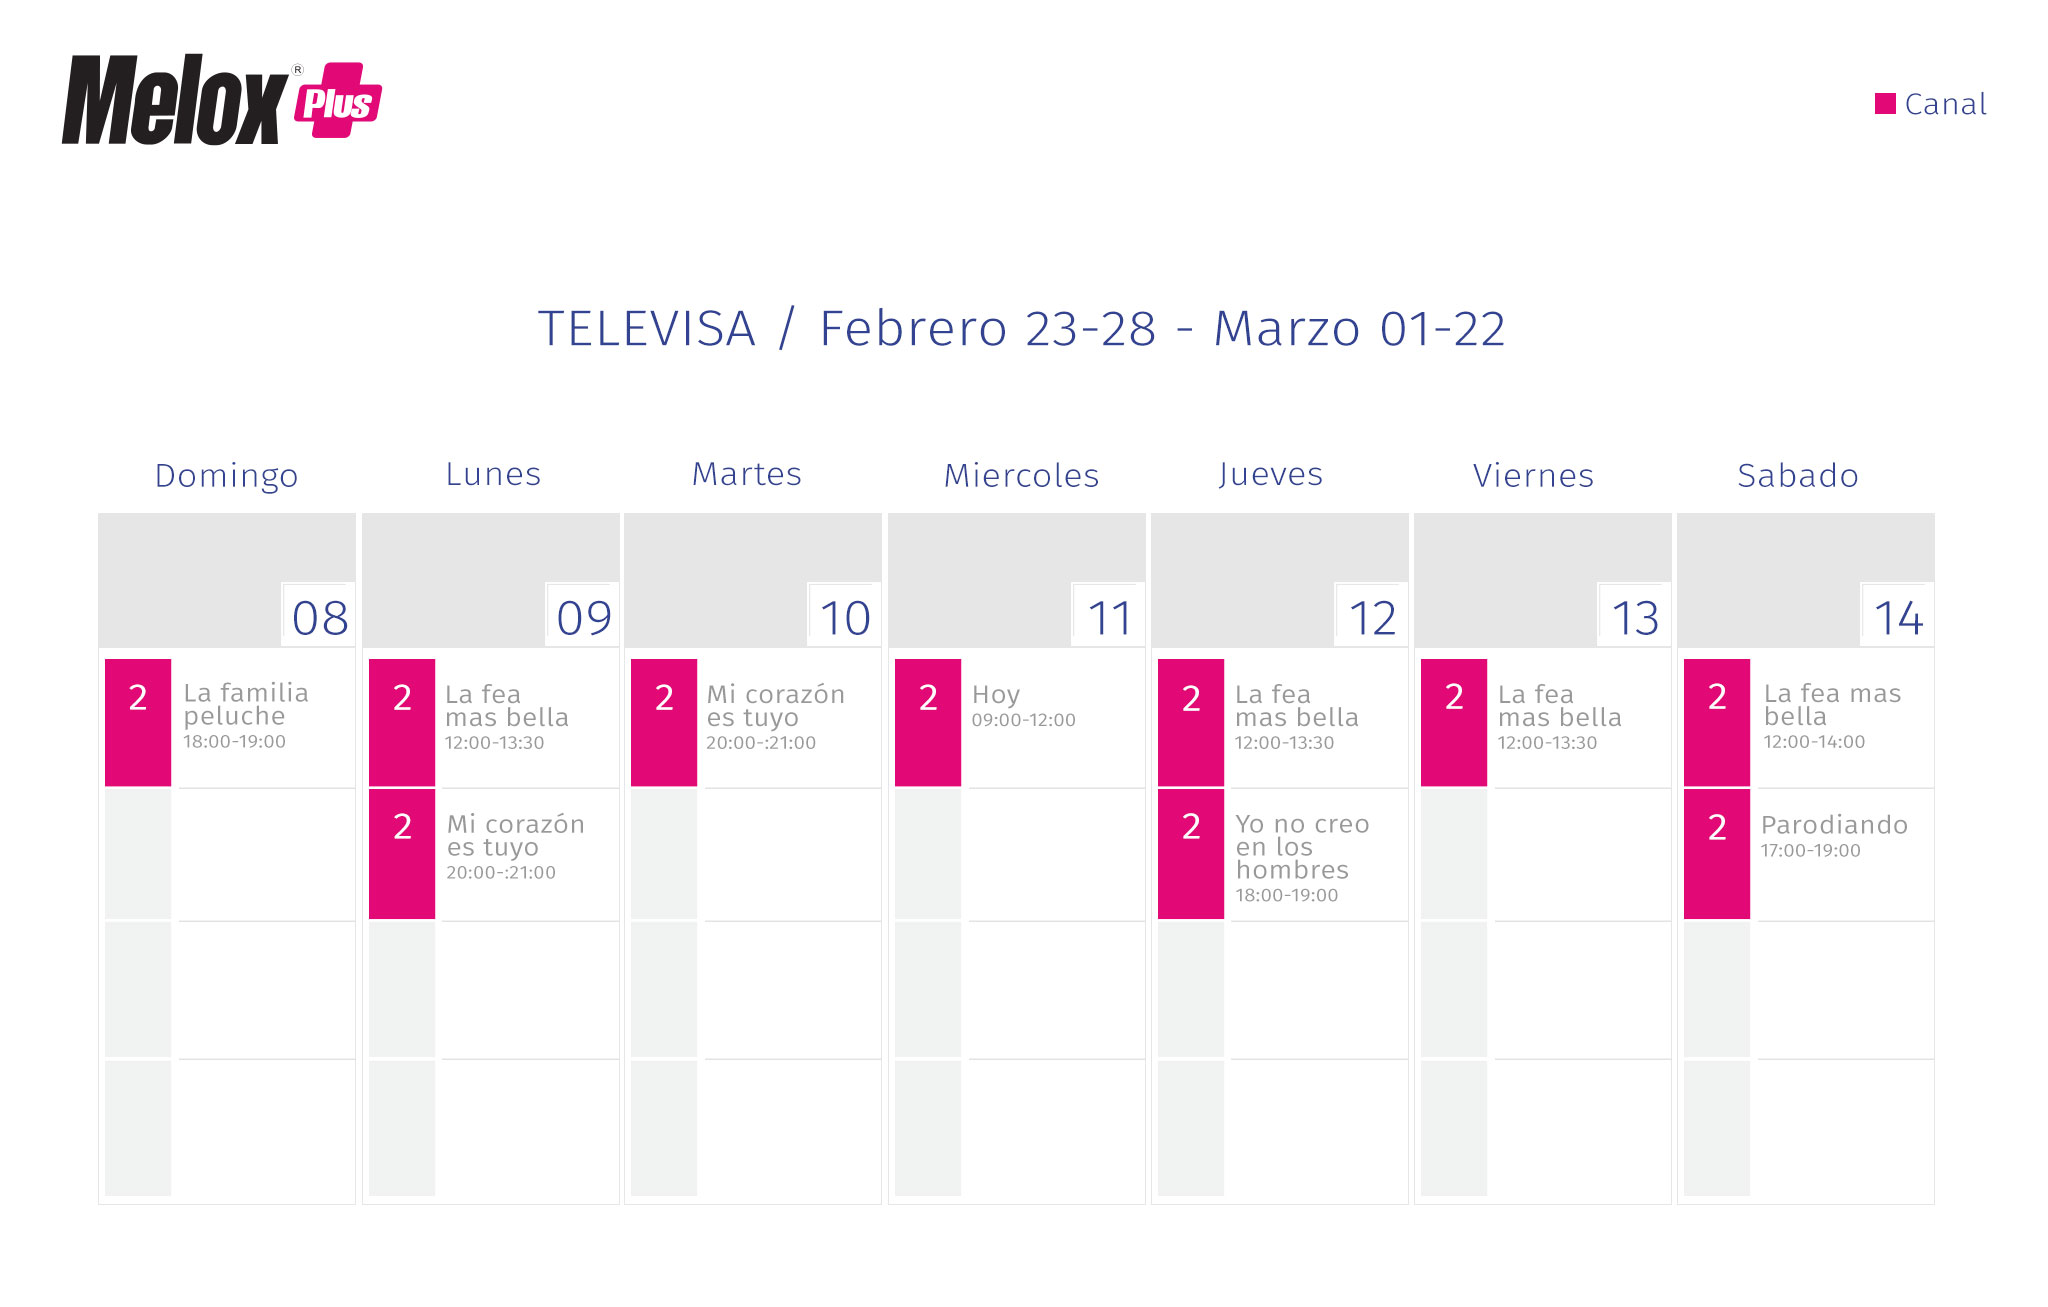 Melox® Plus
Canal
TELEVISA / Febrero 23-28 - Marzo 01-22
Domingo
Lunes
Martes
Miercoles
Jueves
Viernes
Sabado
08
09
10
11
12
13
14
2
La familia
peluche
18:00-19:00
2
La fea
mas bella
12:00-13:30
2
Mi corazón
es tuyo
20:00-:21:00
2
Hoy
09:00-12:00
2
La fea
mas bella
12:00-13:30
2
La fea
mas bella
12:00-13:30
2
La fea mas
bella
12:00-14:00
2
Mi corazón
es tuyo
20:00-:21:00
2
Yo no creo
en los
hombres
18:00-19:00
2
Parodiando
17:00-19:00